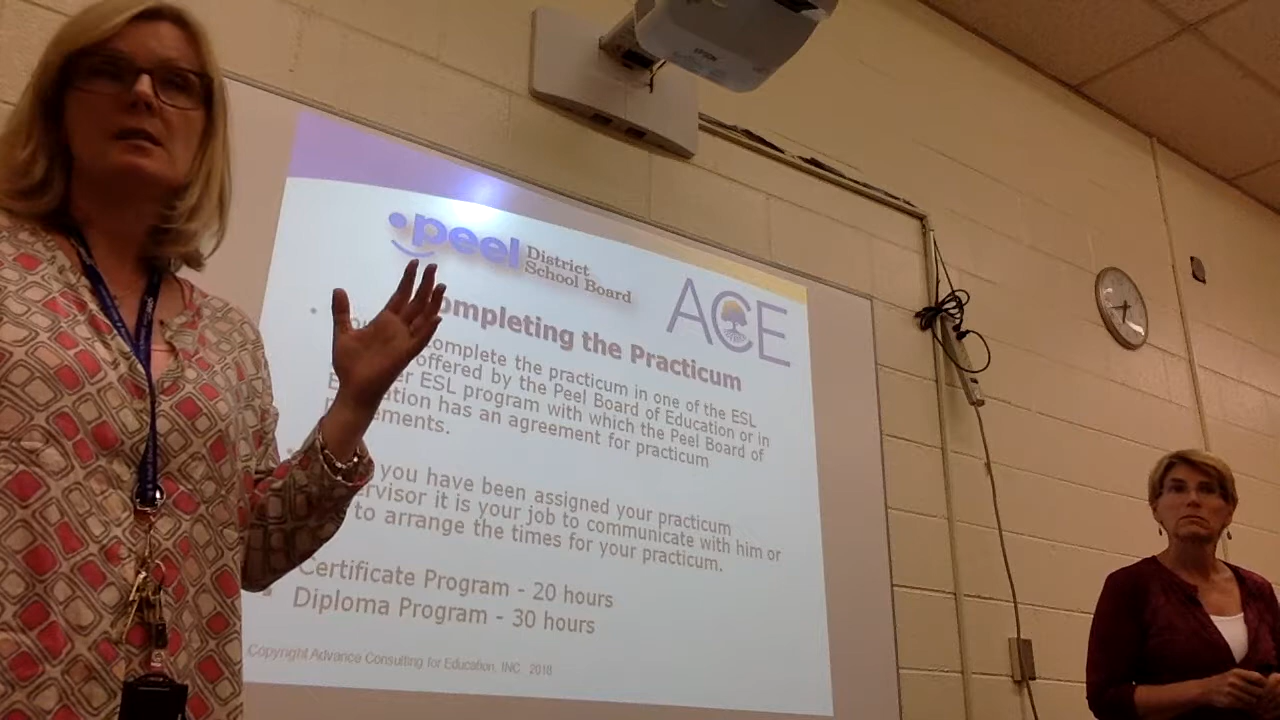 EPSON
peel District
School Board
ACE
ompleting the Practicum
complete the practicum in one of the ESL
offered by the Peel Board of Education or in
er ESL program with which the Peel Board of
ation has an agreement for practicum
ements.
you have been assigned your practicum
ervisor it is your job to communicate with him or
to arrange the times for your practicum.
Certificate Program - 20 hours
Diploma Program - 30 hours
Copyright Advance Consulting for Education, INC 2018